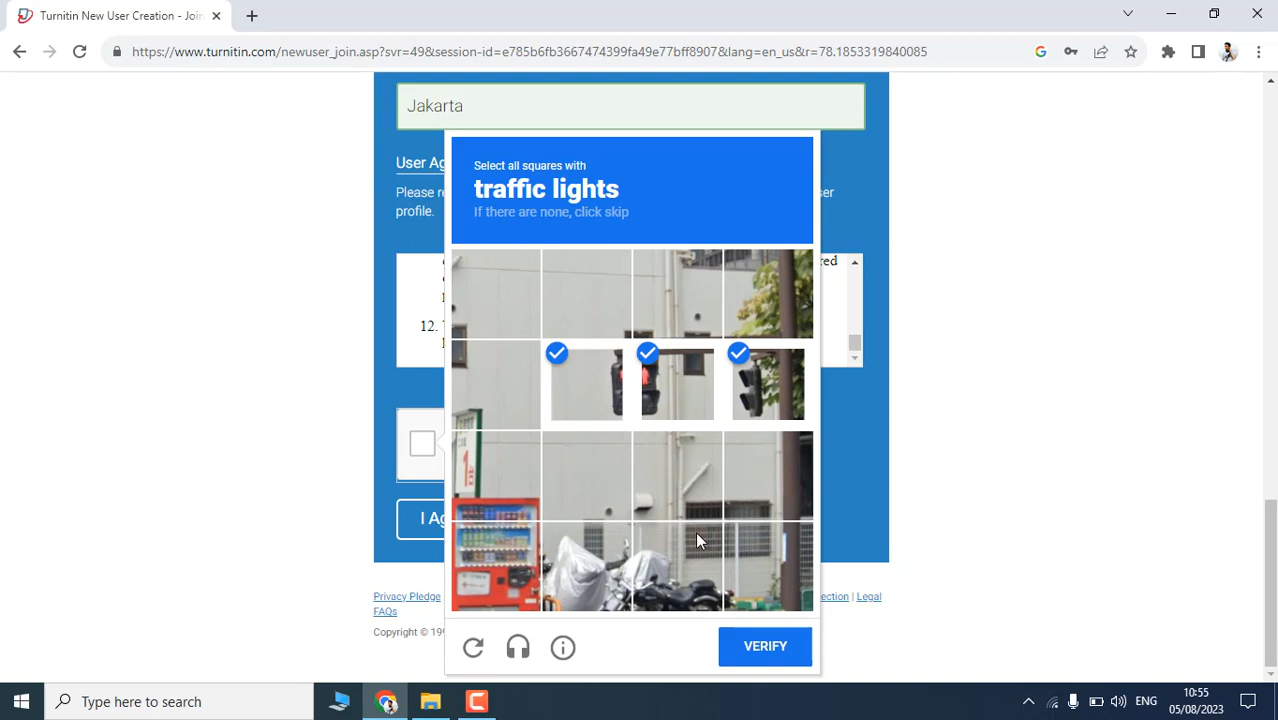 Turnitin New User Creation - Join
https://www.turnitin.com/newuser_join.asp?svr=49&session-id=e785b6fb3667474399fa49e77bff8907&lang=en_us&r=78.1853319840085
Jakarta
User Ag
Please re
ser
profile.
Select all squares with
traffic lights
If there are none, click skip
red
12.
I Ag
VERIFY
Privacy Pledge
ection | Legal
FAQs
Copyright © 199
Type here to search
ENG
10:55
05/08/2023